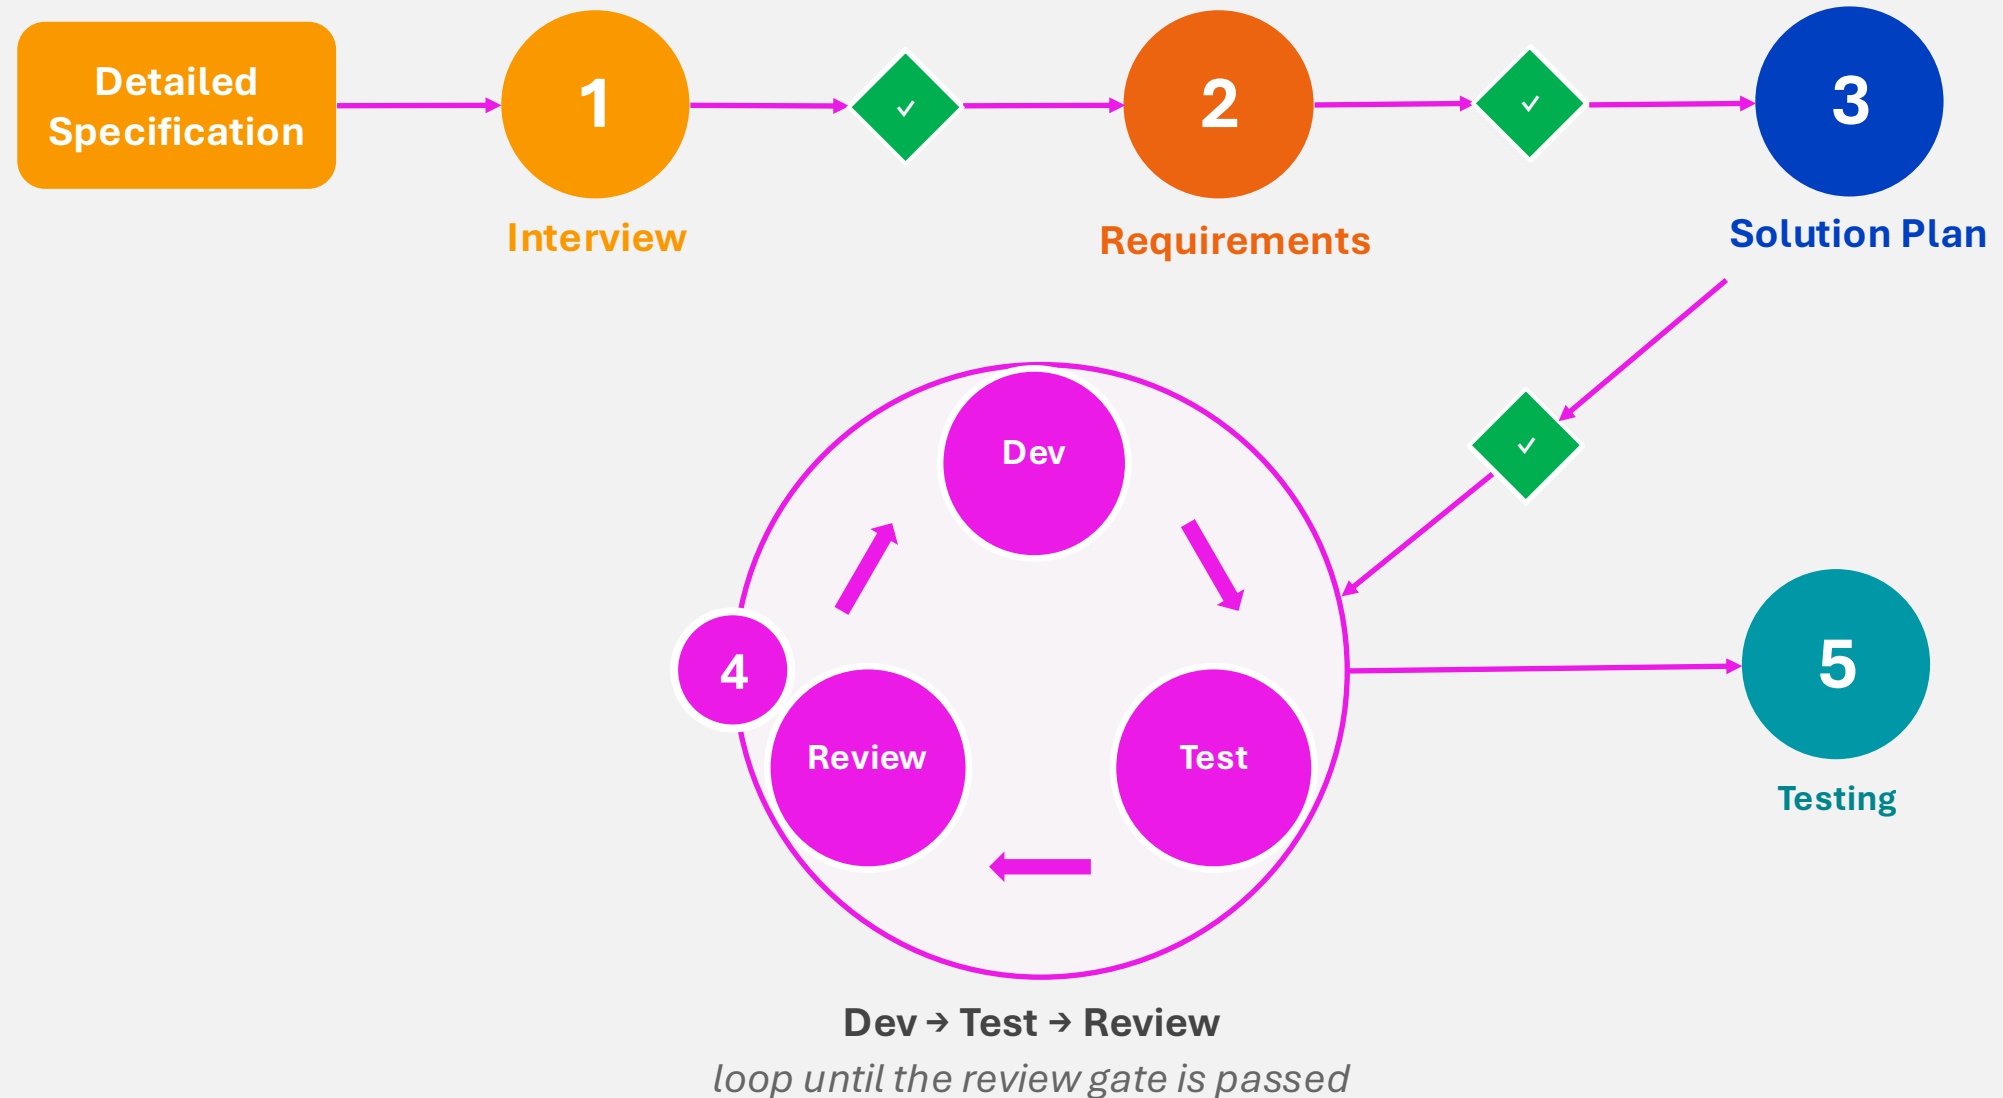 Detailed
Specification
1
Interview
✓
2
Requirements
✓
3
Solution Plan
✓
Dev
4
Review
Test
5
Testing
Dev → Test → Review
loop until the review gate is passed